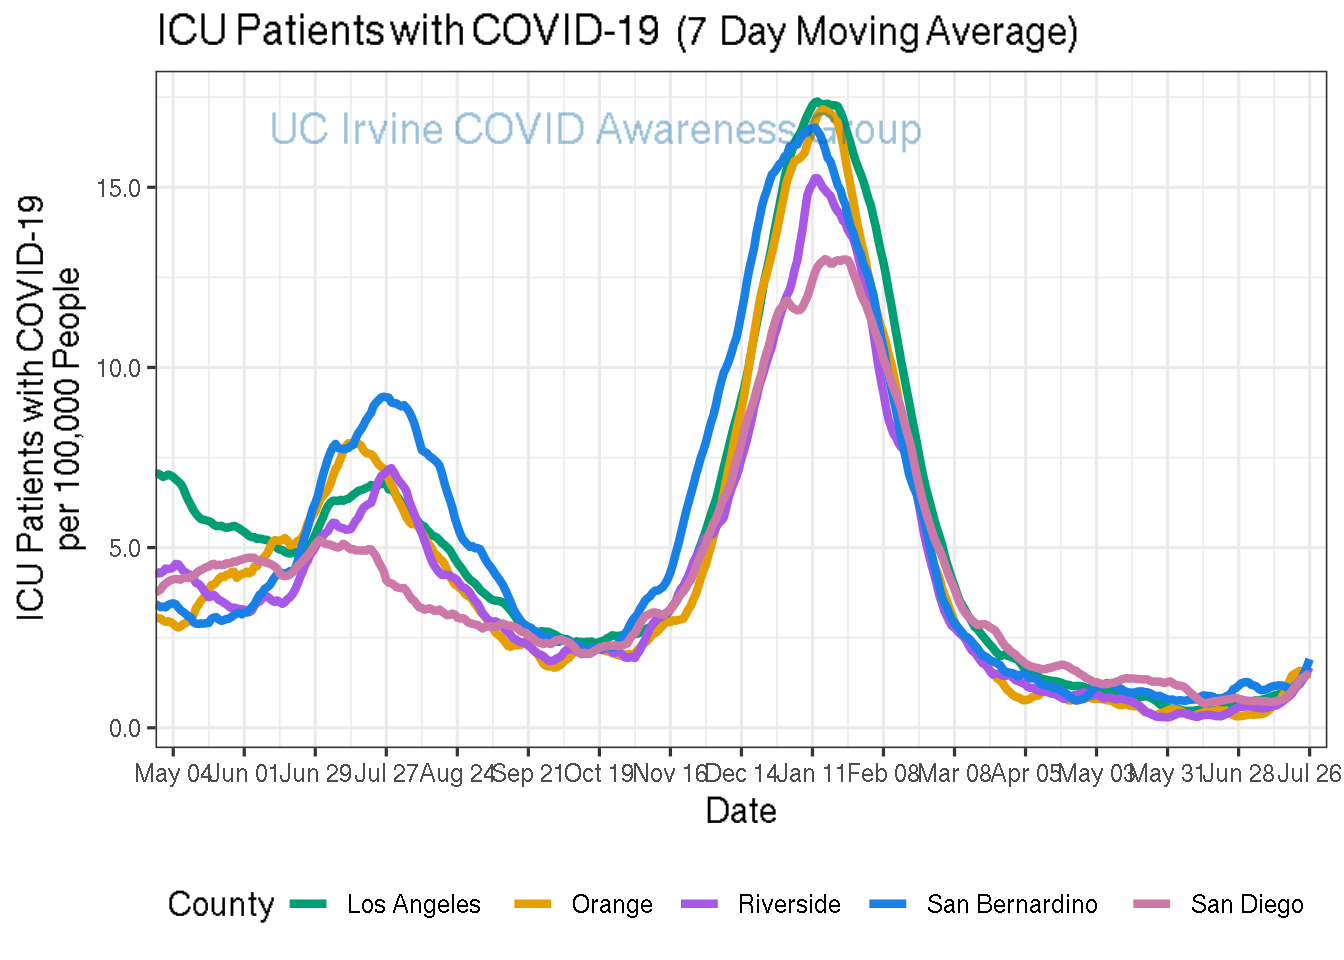 ICU Patients with COVID-19 (7 Day Moving Average)
UC Irvine COVID Awareness Group
ICU Patients with COVID-19
per 100,000 People
15.0
10.0
5.0
0.0
May 04 Jun 01 Jun 29 Jul 27 Aug 24 Sep 21 Oct 19 Nov 16 Dec 14 Jan 11 Feb 08 Mar 08 Apr 05 May 03 May 31 Jun 28 Jul 26
Date
County Los Angeles Orange Riverside San Bernardino San Diego